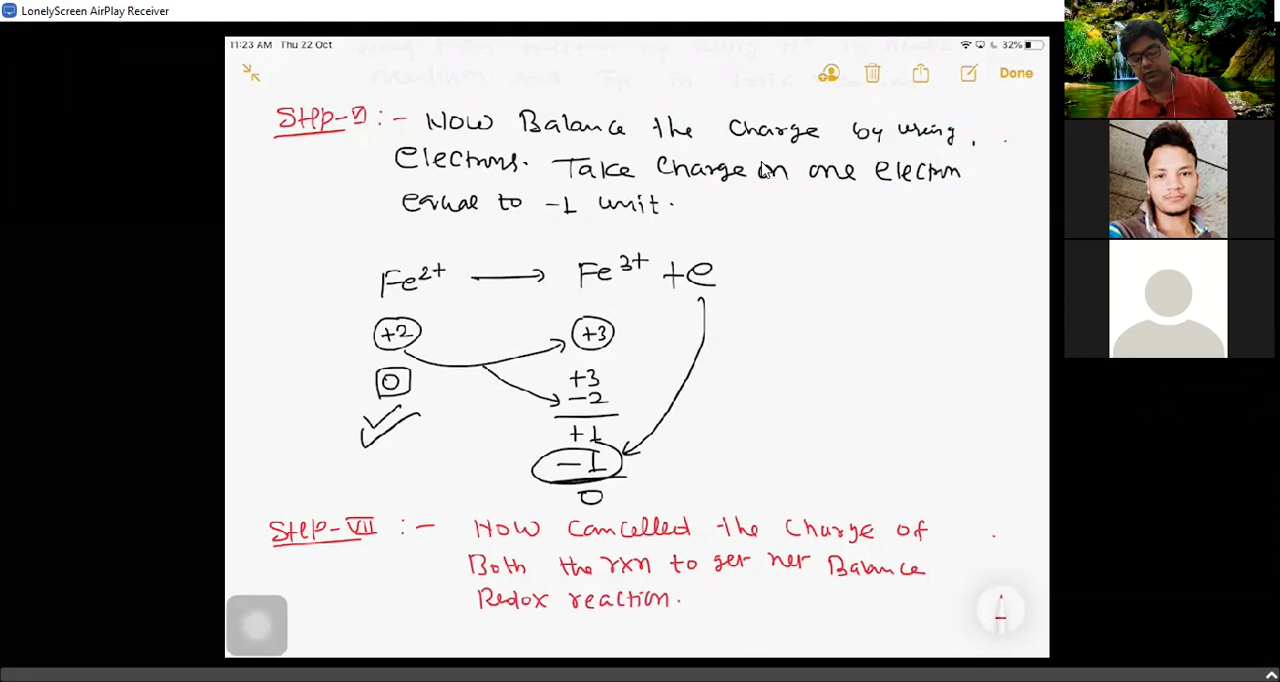 LonelyScreen AirPlay Receiver
11:23 AM Thu 22 Oct
32%
Done
Step-VI :- Now Balance the Charge by using
electrons. Take Charge on one electron
equal to -1 unit.
Fe²⁺ ⟶ Fe³⁺ + e
+2 +3
0 +3
-2
+1
-1
0
Step-VII :- Now Cancelled the Charge of
Both the rxn to get net Balance
Redox reaction.